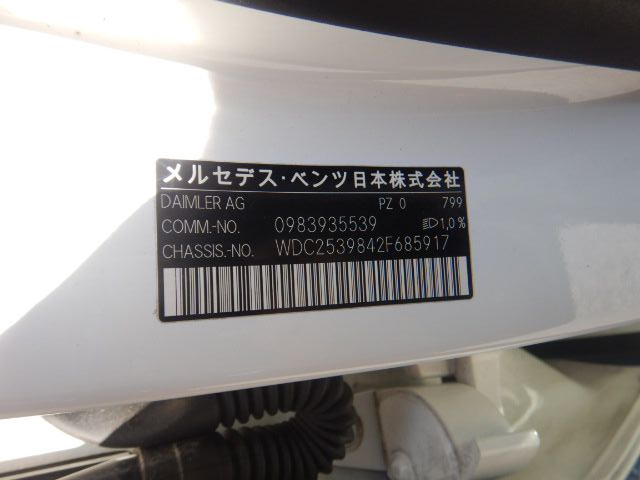 メルセデス・ベンツ日本株式会社
DAIMLER AG PZ 0 799
COMM.-NO. 0983935539 1,0%
CHASSIS.-NO. WDC2539842F685917